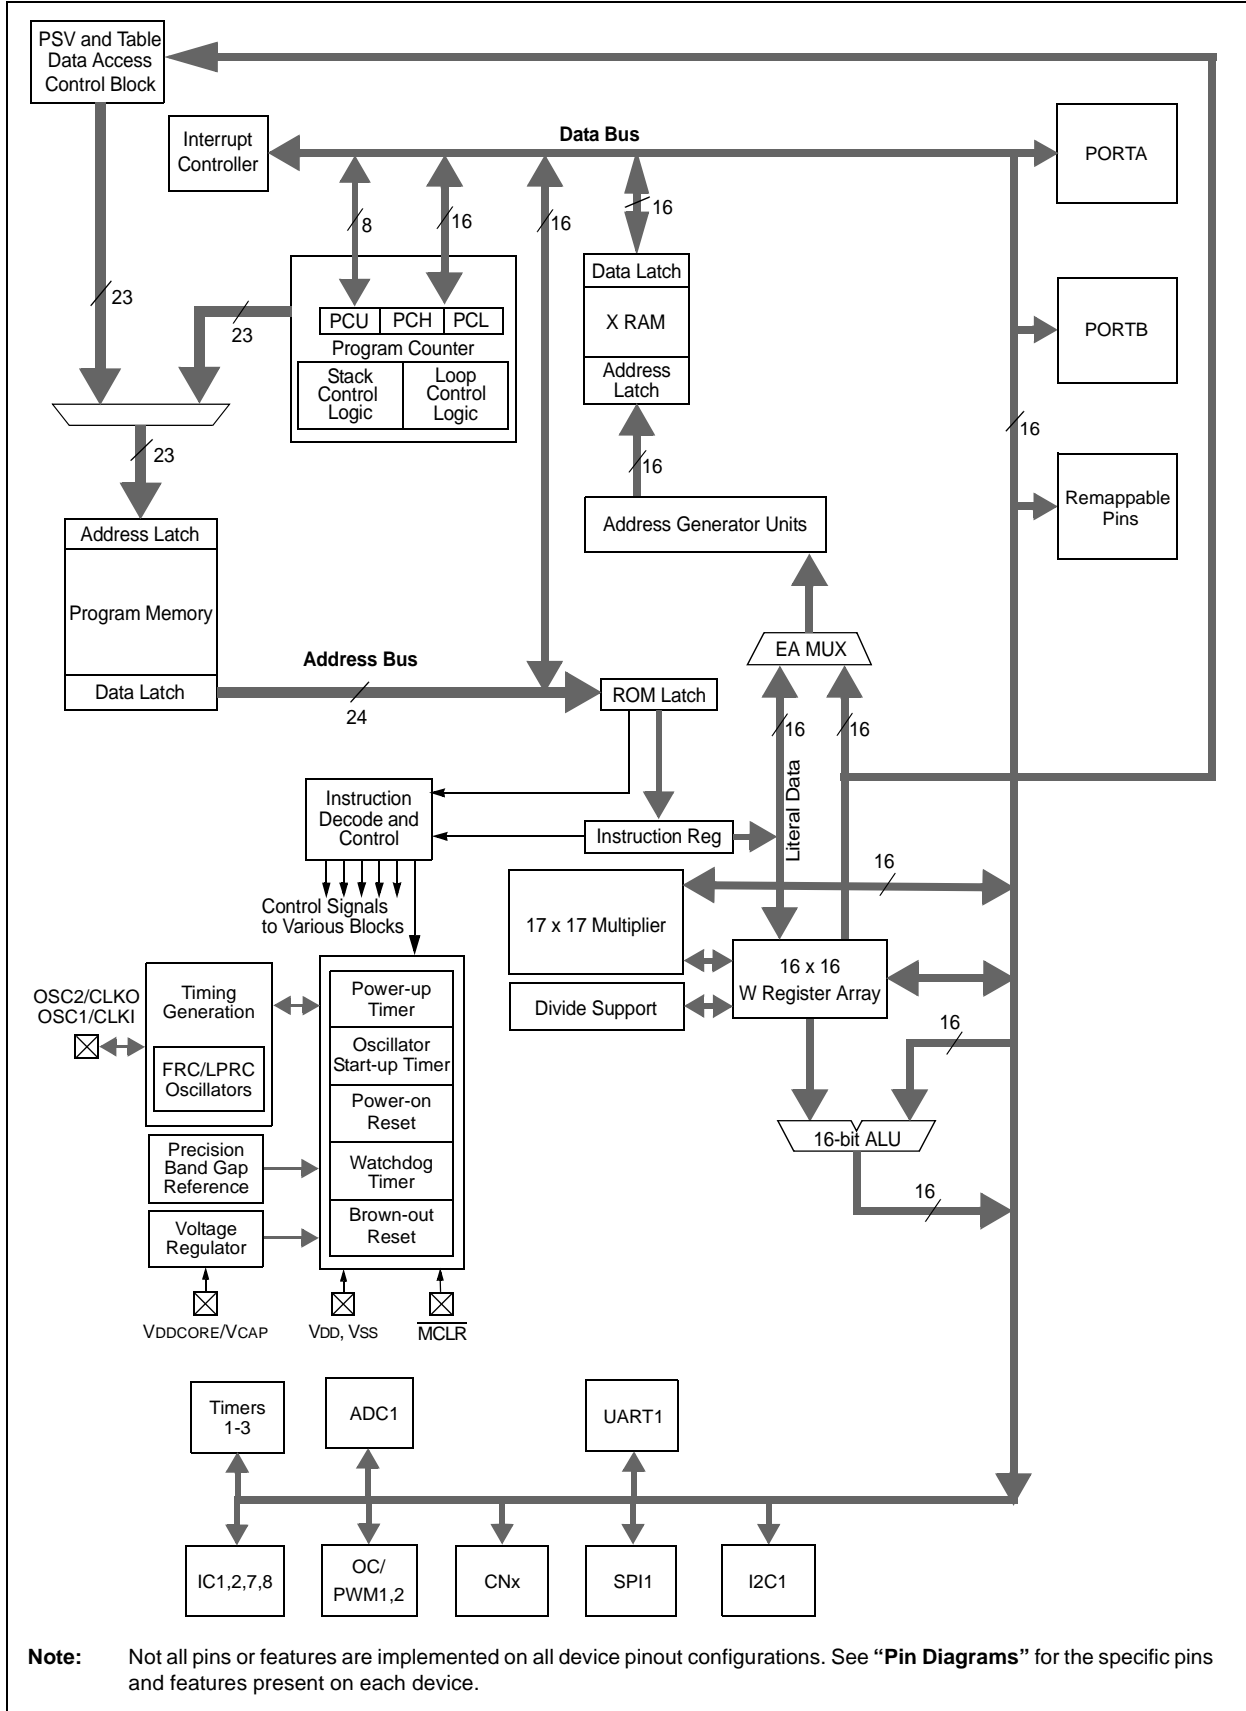 PSV and Table
Data Access
Control Block
Interrupt
Controller
Data Bus
PORTA
8
16
16
16
Data Latch
X RAM
Address
Latch
23
23
PCU PCH PCL
Program Counter
Stack
Control
Logic
Loop
Control
Logic
PORTB
16
23
16
Address Generator Units
Remappable
Pins
Address Latch
Program Memory
Data Latch
Address Bus
24
EA MUX
ROM Latch
16
16
Literal Data
Instruction
Decode and
Control
Instruction Reg
16
Control Signals
to Various Blocks
17 x 17 Multiplier
16 x 16
W Register Array
Divide Support
OSC2/CLKO
OSC1/CLKI
Timing
Generation
FRC/LPRC
Oscillators
Power-up
Timer
Oscillator
Start-up Timer
Power-on
Reset
Watchdog
Timer
Brown-out
Reset
16
16-bit ALU
16
Precision
Band Gap
Reference
Voltage
Regulator
VDDCORE/VCAP
VDD, VSS
MCLR
Timers
1-3
ADC1
UART1
IC1,2,7,8
OC/
PWM1,2
CNx
SPI1
I2C1
Note: Not all pins or features are implemented on all device pinout configurations. See “Pin Diagrams” for the specific pins
and features present on each device.